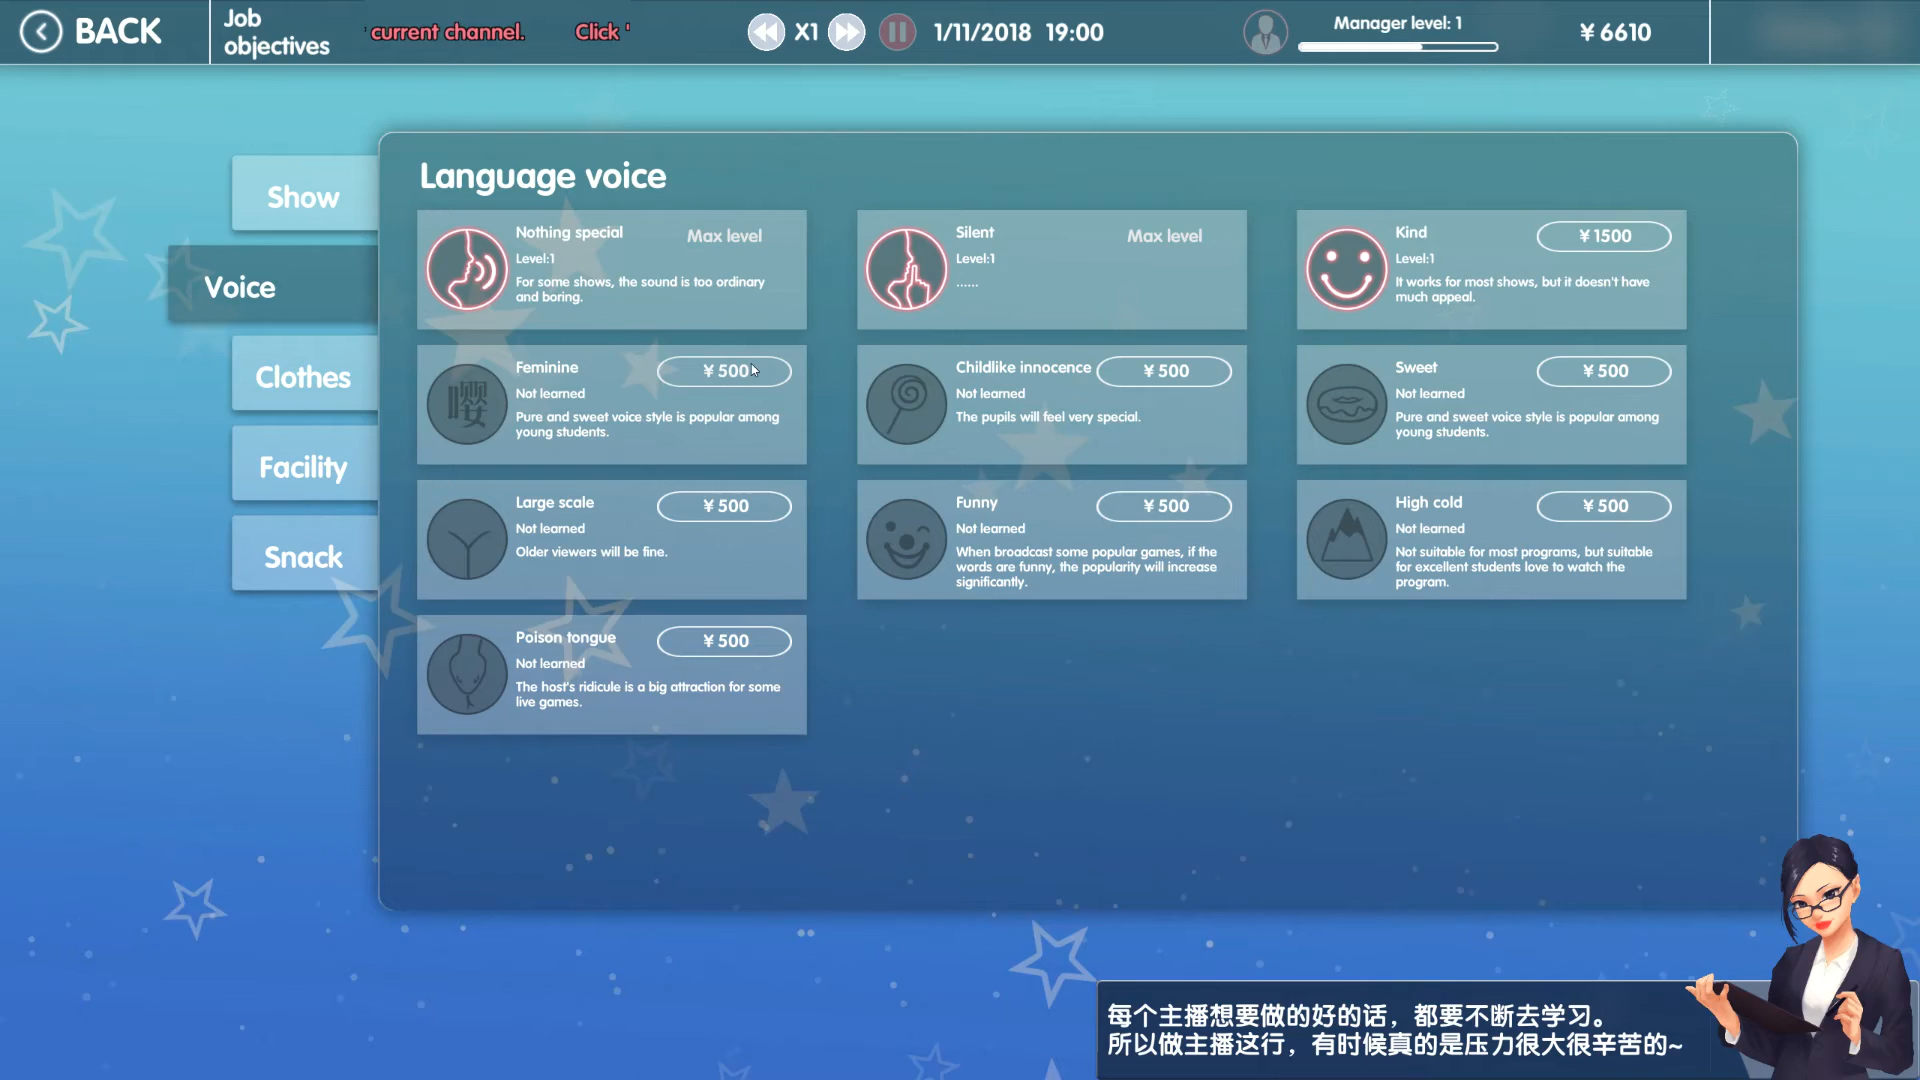 BACK
Job
objectives
current channel.
Click '
X1
1/11/2018 19:00
Manager level: 1
¥ 6610
Show
Voice
Clothes
Facility
Snack
Language voice
Nothing special
Max level
Level:1
For some shows, the sound is too ordinary
and boring.
Silent
Max level
Level:1
......
Kind
¥ 1500
Level:1
It works for most shows, but it doesn't have
much appeal.
嘤
Feminine
¥ 500
Not learned
Pure and sweet voice style is popular among
young students.
Childlike innocence
¥ 500
Not learned
The pupils will feel very special.
Sweet
¥ 500
Not learned
Pure and sweet voice style is popular among
young students.
Large scale
¥ 500
Not learned
Older viewers will be fine.
Funny
¥ 500
Not learned
When broadcast some popular games, if the
words are funny, the popularity will increase
significantly.
High cold
¥ 500
Not learned
Not suitable for most programs, but suitable
for excellent students love to watch the
program.
Poison tongue
¥ 500
Not learned
The host's ridicule is a big attraction for some
live games.
每个主播想要做的好的话，都要不断去学习。
所以做主播这行，有时候真的是压力很大很辛苦的~